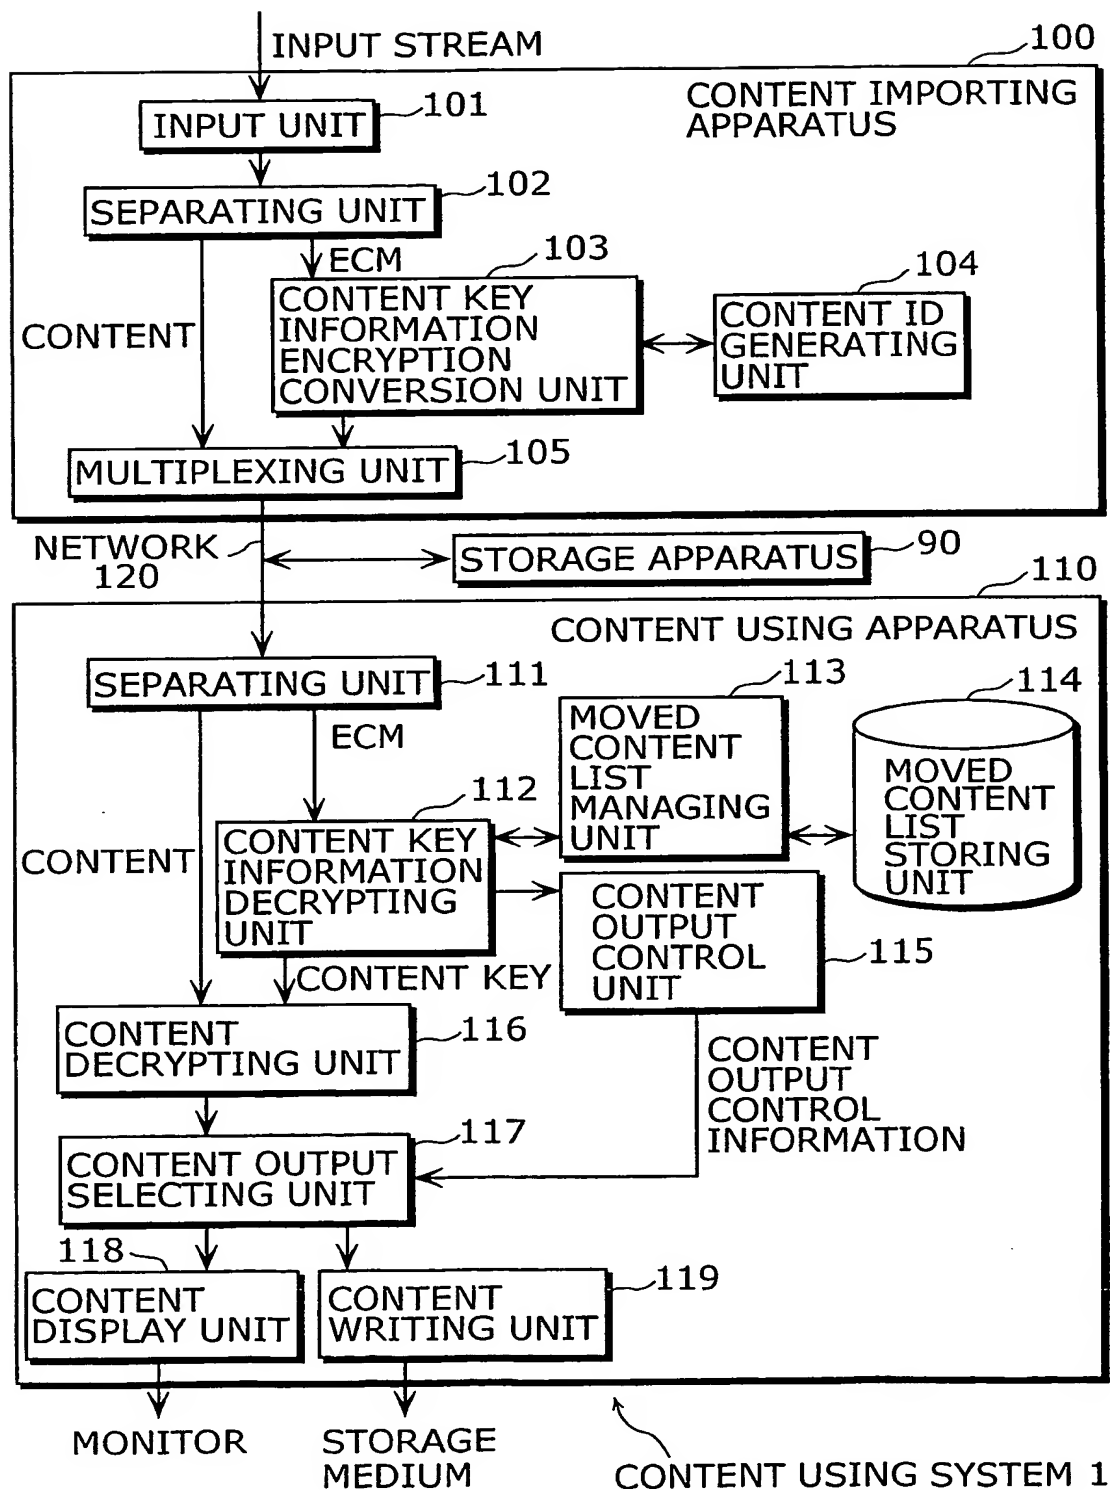 INPUT STREAM
100
CONTENT IMPORTING
APPARATUS
101
INPUT UNIT
102
SEPARATING UNIT
ECM
103
104
CONTENT
CONTENT KEY
INFORMATION
ENCRYPTION
CONVERSION UNIT
CONTENT ID
GENERATING
UNIT
MULTIPLEXING UNIT
105
NETWORK
120
STORAGE APPARATUS
90
110
CONTENT USING APPARATUS
SEPARATING UNIT
111
ECM
113
MOVED
CONTENT
LIST
MANAGING
UNIT
114
MOVED
CONTENT
LIST
STORING
UNIT
112
CONTENT
CONTENT KEY
INFORMATION
DECRYPTING
UNIT
CONTENT
OUTPUT
CONTROL
UNIT
115
CONTENT KEY
CONTENT
DECRYPTING UNIT
116
CONTENT
OUTPUT
CONTROL
INFORMATION
117
CONTENT OUTPUT
SELECTING UNIT
118
CONTENT
DISPLAY UNIT
119
CONTENT
WRITING UNIT
MONITOR
STORAGE
MEDIUM
CONTENT USING SYSTEM 1